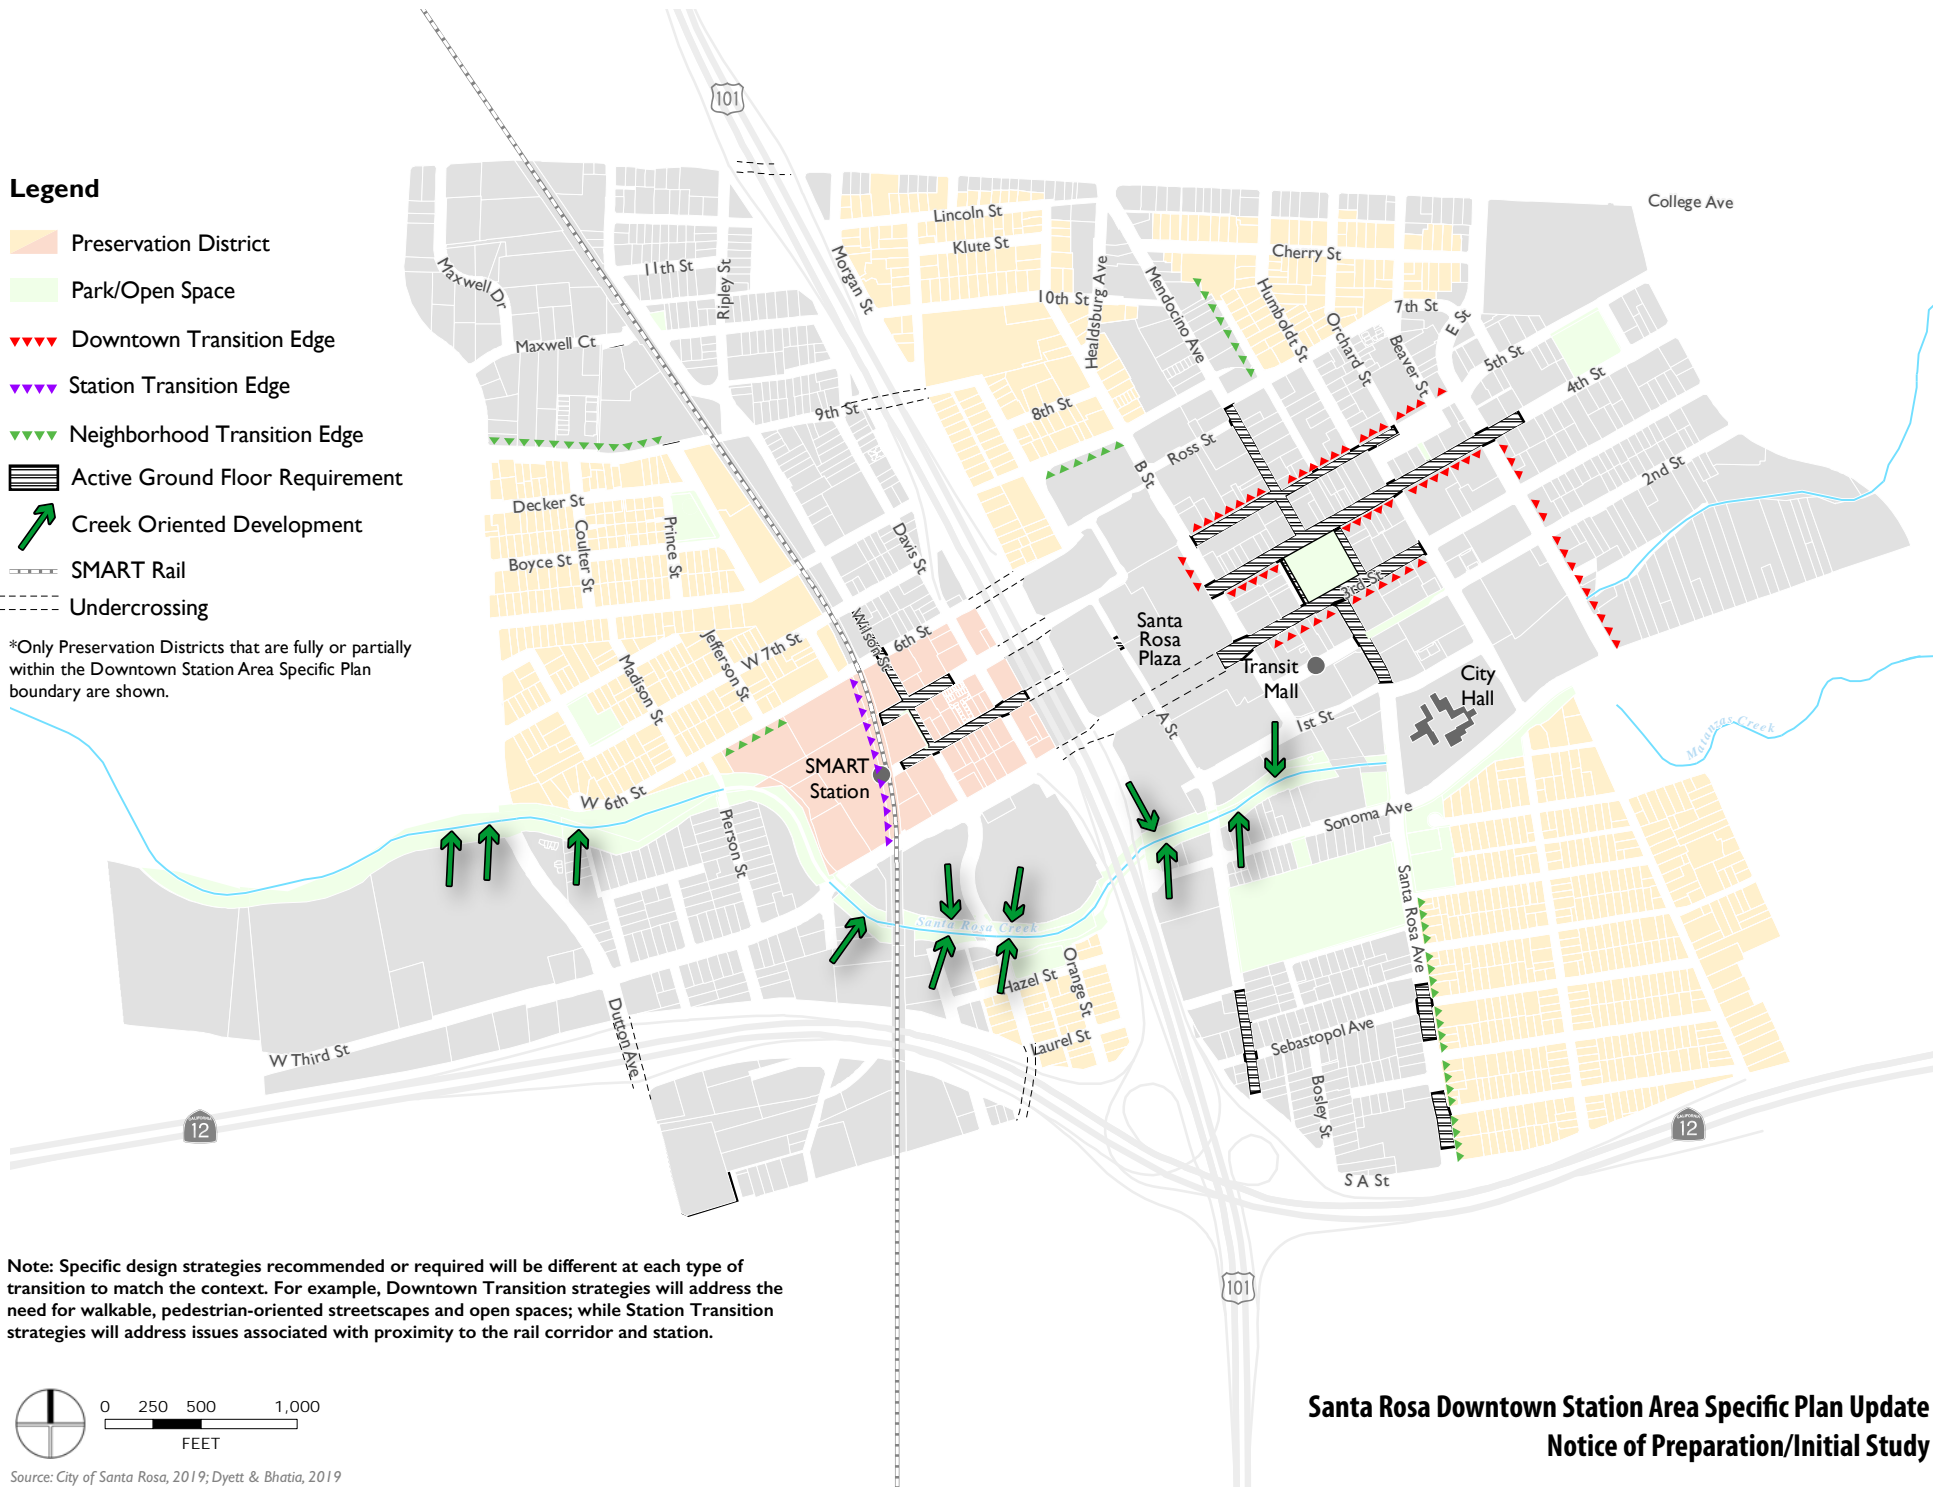 101
College Ave
Legend
Preservation District
Park/Open Space
Downtown Transition Edge
Station Transition Edge
Neighborhood Transition Edge
Active Ground Floor Requirement
Creek Oriented Development
SMART Rail
Undercrossing
*Only Preservation Districts that are fully or partially
within the Downtown Station Area Specific Plan
boundary are shown.
Lincoln St
Klute St
Cherry St
11th St
Ripley St
Maxwell Dr
Morgan St
10th St
Healdsburg Ave
Mendocino Ave
Humboldt St
7th St
Orchard St
Beaver St
E St
5th St
4th St
Maxwell Ct
9th St
8th St
Ross St
B St
2nd St
Decker St
Coulter St
Prince St
Boyce St
Davis St
3rd St
Wilson St
6th St
Santa
Rosa
Plaza
Jefferson St
W 7th St
Madison St
Transit
Mall
City
Hall
A St
1st St
Matanzas Creek
SMART
Station
W 6th St
Pierson St
Sonoma Ave
Santa Rosa Ave
Santa Rosa Creek
Hazel St
Orange St
Laurel St
Dutton Ave
W Third St
Sebastopol Ave
Bosley St
S A St
CALIFORNIA
12
CALIFORNIA
12
101
Note: Specific design strategies recommended or required will be different at each type of
transition to match the context. For example, Downtown Transition strategies will address the
need for walkable, pedestrian-oriented streetscapes and open spaces; while Station Transition
strategies will address issues associated with proximity to the rail corridor and station.
0 250 500 1,000
FEET
Source: City of Santa Rosa, 2019; Dyett & Bhatia, 2019
Santa Rosa Downtown Station Area Specific Plan Update
Notice of Preparation/Initial Study